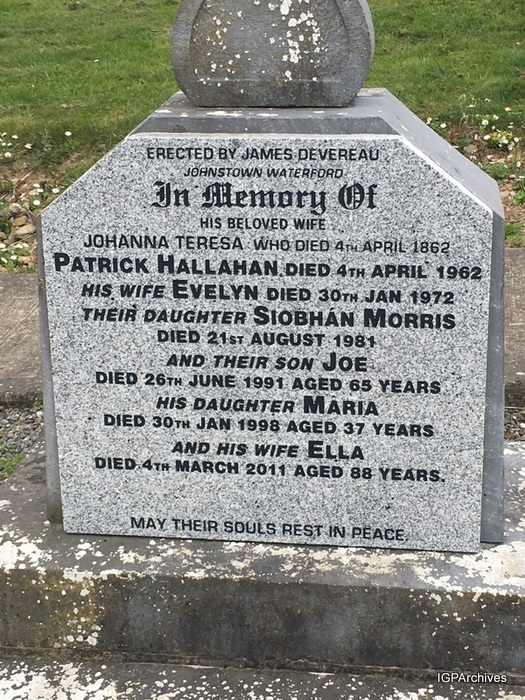 ERECTED BY JAMES DEVEREAU
JOHNSTOWN WATERFORD
In Memory Of
HIS BELOVED WIFE
JOHANNA TERESA WHO DIED 4TH APRIL 1862
PATRICK HALLAHAN DIED 4TH APRIL 1962
HIS WIFE EVELYN DIED 30TH JAN 1972
THEIR DAUGHTER SIOBHÁN MORRIS
DIED 21ST AUGUST 1981
AND THEIR SON JOE
DIED 26TH JUNE 1991 AGED 65 YEARS
HIS DAUGHTER MARIA
DIED 30TH JAN 1998 AGED 37 YEARS
AND HIS WIFE ELLA
DIED 4TH MARCH 2011 AGED 88 YEARS.
MAY THEIR SOULS REST IN PEACE.
IGPArchives